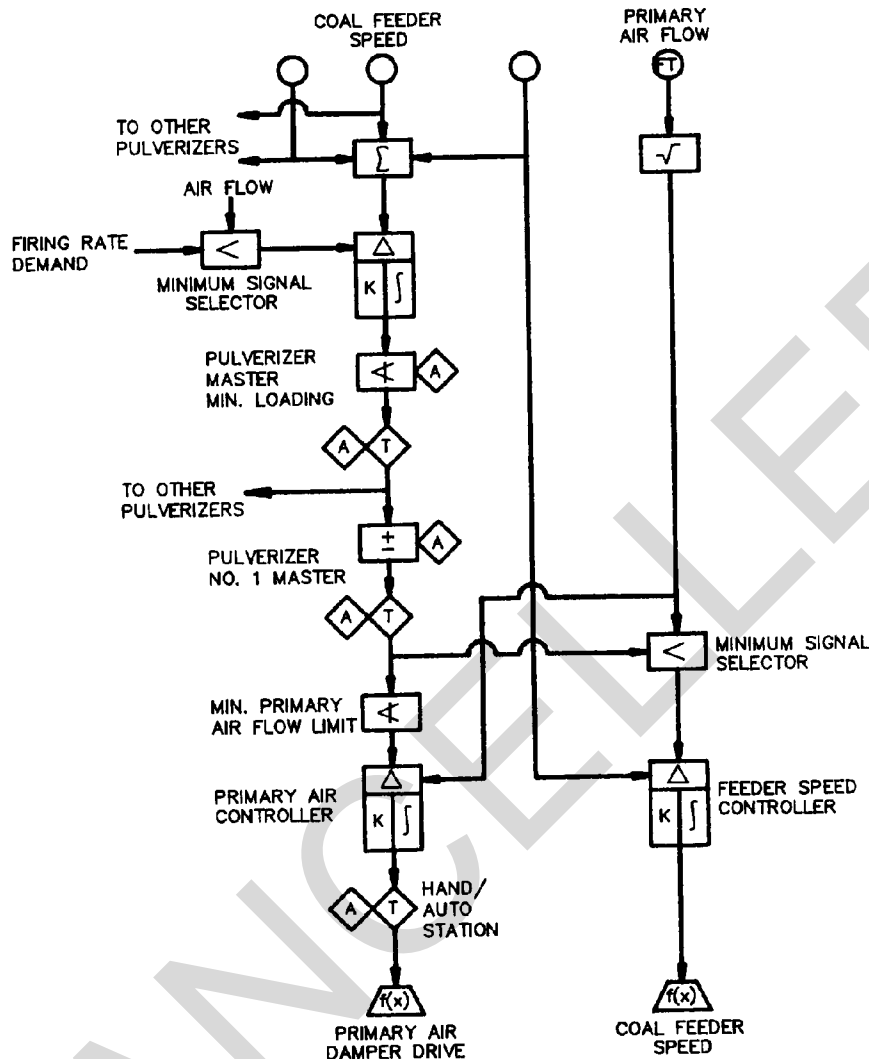 COAL FEEDER
SPEED
PRIMARY
AIR FLOW
FT
TO OTHER
PULVERIZERS
Σ
√
AIR FLOW
FIRING RATE
DEMAND
<
Δ
K ∫
MINIMUM SIGNAL
SELECTOR
PULVERIZER
MASTER
MIN. LOADING
≮
A
A T
TO OTHER
PULVERIZERS
±
A
PULVERIZER
NO. 1 MASTER
A T
<
MINIMUM SIGNAL
SELECTOR
MIN. PRIMARY
AIR FLOW LIMIT
≮
PRIMARY AIR
CONTROLLER
Δ
K ∫
Δ
K ∫
FEEDER SPEED
CONTROLLER
A T
HAND/
AUTO
STATION
f(x)
f(x)
PRIMARY AIR
DAMPER DRIVE
COAL FEEDER
SPEED